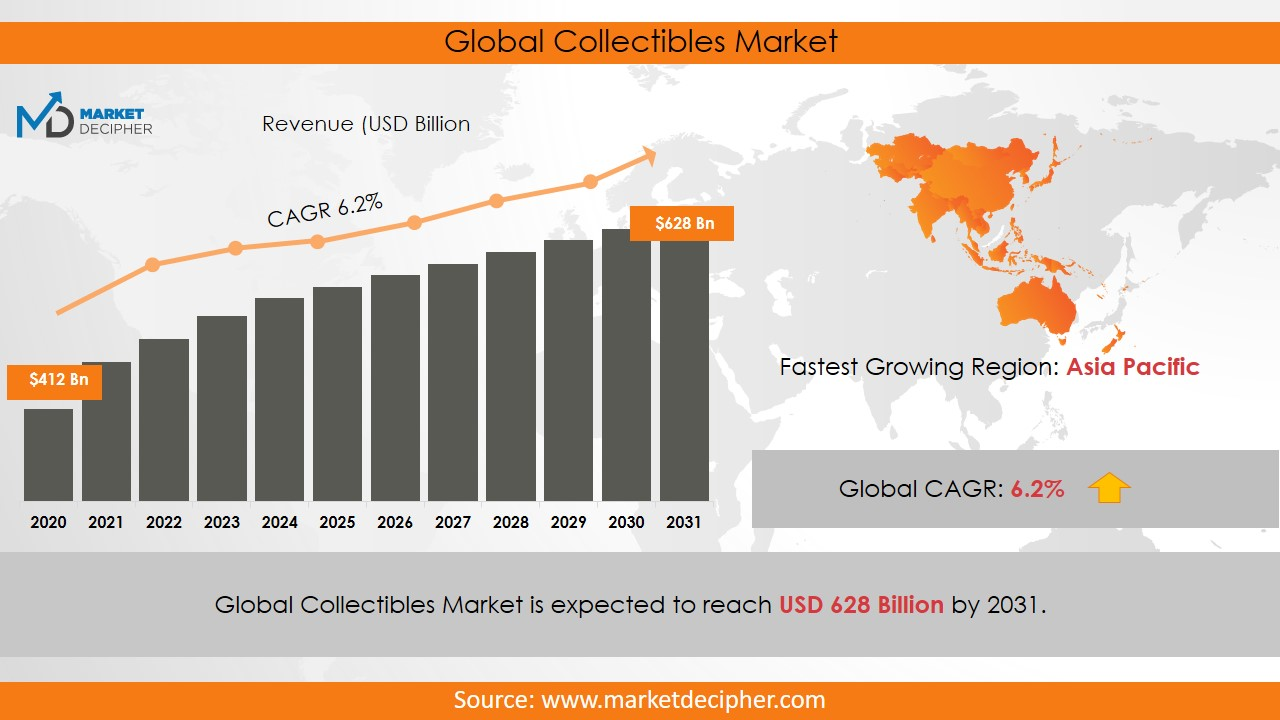 Global Collectibles Market
MARKET
DECIPHER
Revenue (USD Billion
CAGR 6.2%
$628 Bn
$412 Bn
2020 2021 2022 2023 2024 2025 2026 2027 2028 2029 2030 2031
Fastest Growing Region: Asia Pacific
Global CAGR: 6.2%
Global Collectibles Market is expected to reach USD 628 Billion by 2031.
Source: www.marketdecipher.com